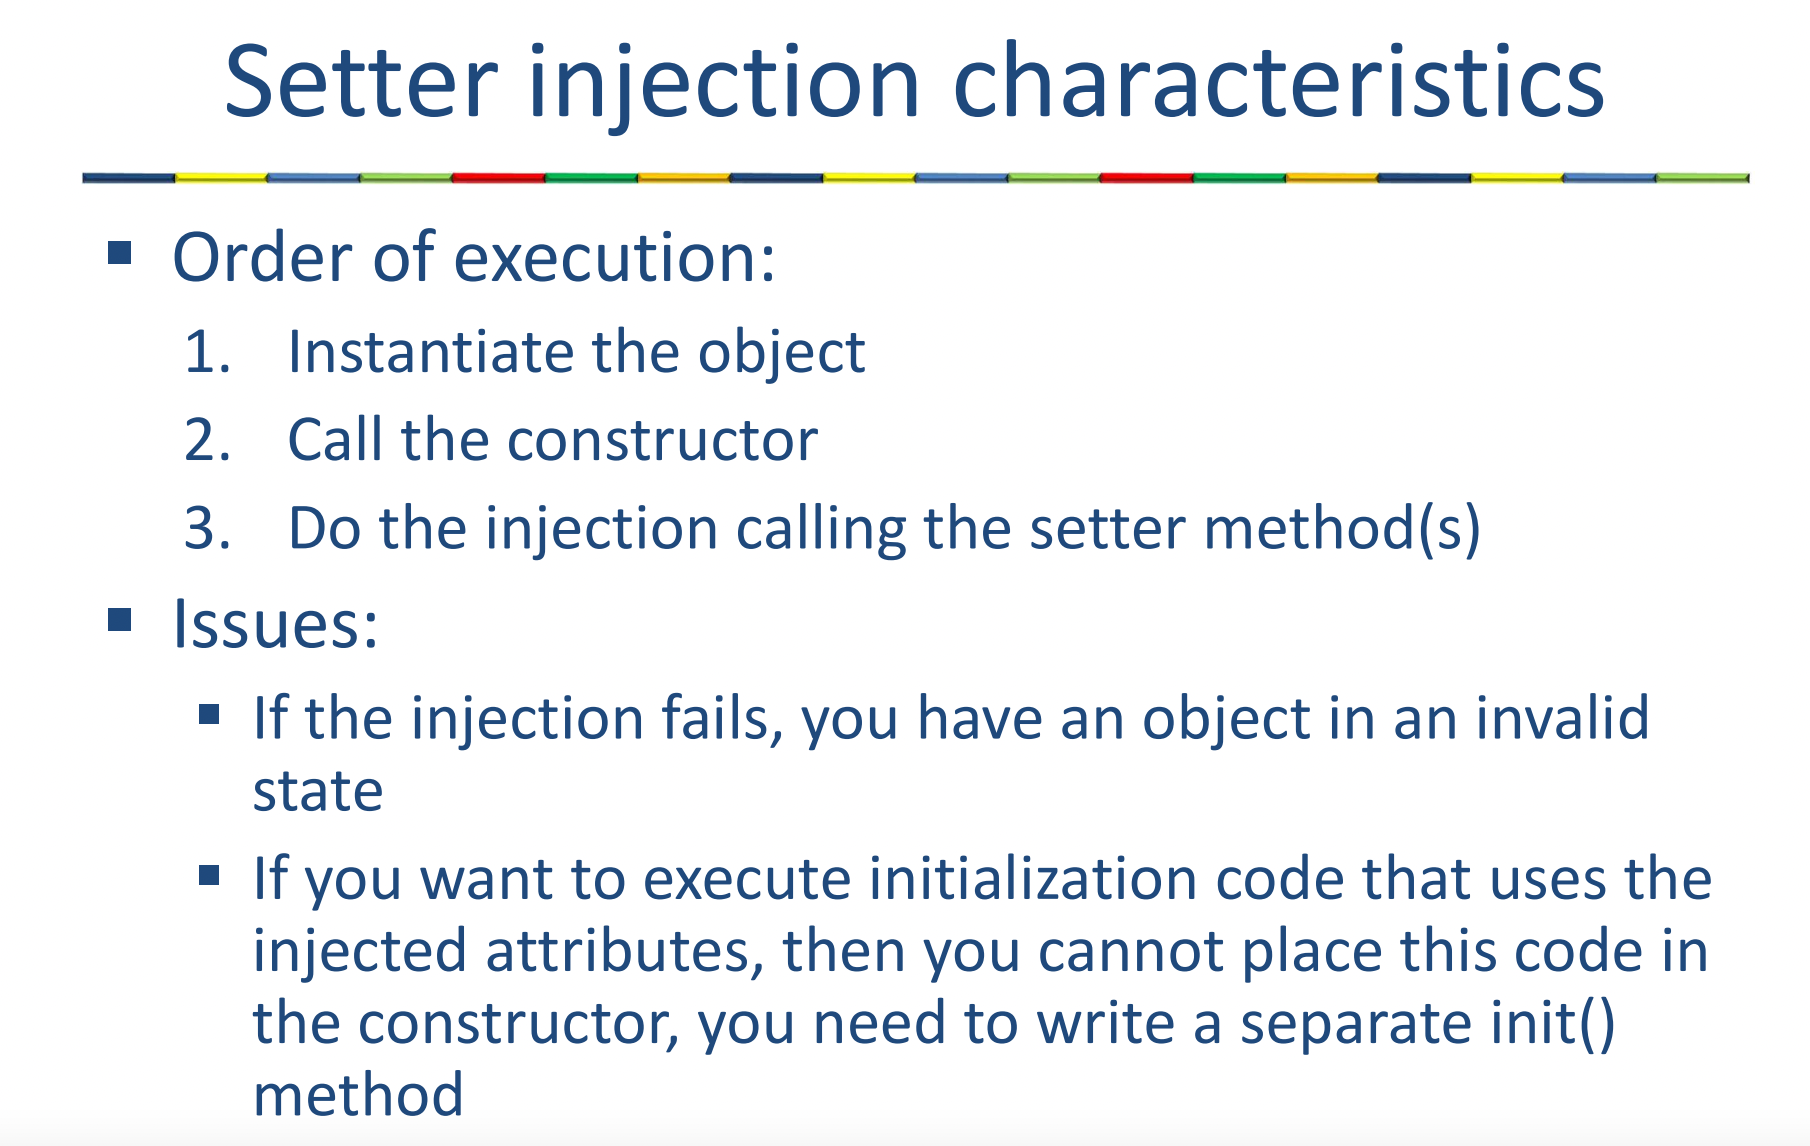 Setter injection characteristics
▪ Order of execution:
1. Instantiate the object
2. Call the constructor
3. Do the injection calling the setter method(s)
▪ Issues:
▪ If the injection fails, you have an object in an invalid
state
▪ If you want to execute initialization code that uses the
injected attributes, then you cannot place this code in
the constructor, you need to write a separate init()
method